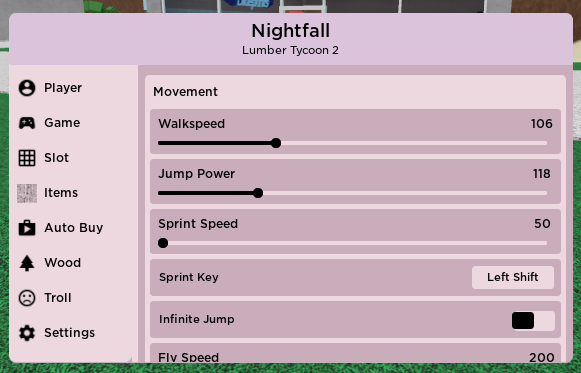 Nightfall
Lumber Tycoon 2
Player
Game
Slot
Items
Auto Buy
Wood
Troll
Settings
Movement
Walkspeed 106
Jump Power 118
Sprint Speed 50
Sprint Key Left Shift
Infinite Jump
Fly Speed 200